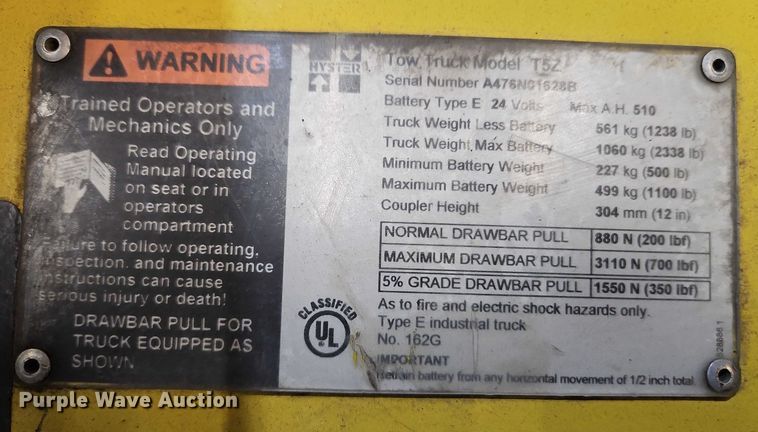 WARNING
Trained Operators and
Mechanics Only
Read Operating
Manual located
on seat or in
operators
compartment
Failure to follow operating,
inspection, and maintenance
instructions can cause
serious injury or death!
DRAWBAR PULL FOR
TRUCK EQUIPPED AS
SHOWN
HYSTER
Tow Truck Model T5Z
Serial Number A476N01628B
Battery Type E 24 Volts Max A.H. 510
Truck Weight Less Battery 561 kg (1238 lb)
Truck Weight Max Battery 1060 kg (2338 lb)
Minimum Battery Weight 227 kg (500 lb)
Maximum Battery Weight 499 kg (1100 lb)
Coupler Height 304 mm (12 in)
NORMAL DRAWBAR PULL 880 N (200 lbf)
MAXIMUM DRAWBAR PULL 3110 N (700 lbf)
5% GRADE DRAWBAR PULL 1550 N (350 lbf)
CLASSIFIED
UL
As to fire and electric shock hazards only.
Type E industrial truck
No. 162G
IMPORTANT
Retain battery from any horizontal movement of 1/2 inch total.
Purple Wave Auction